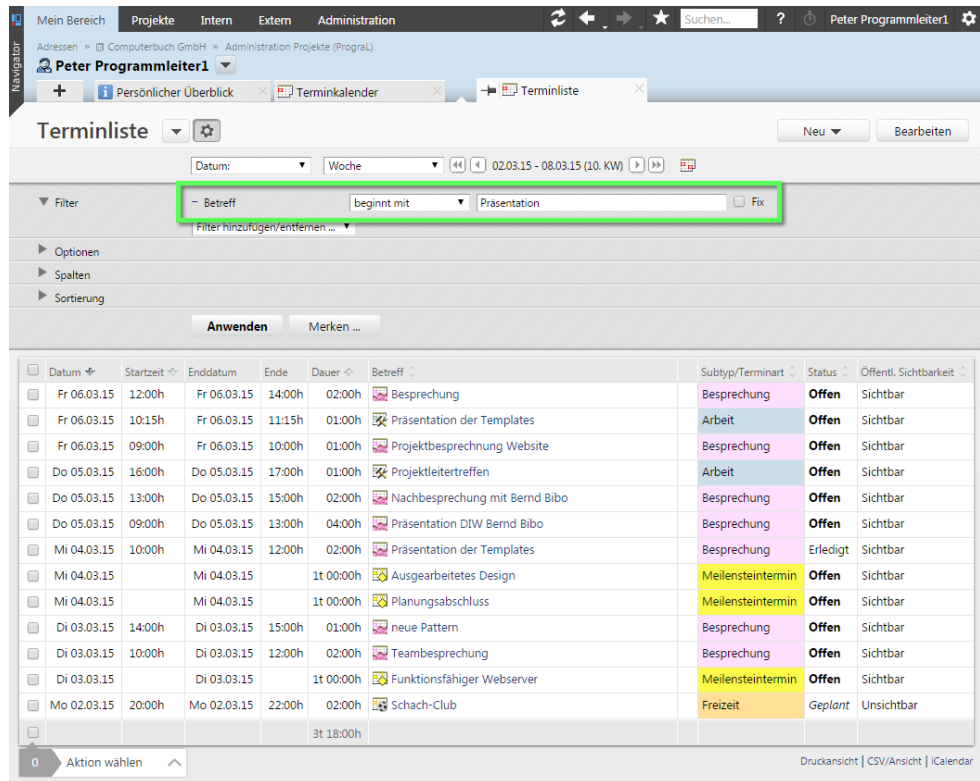 Mein Bereich Projekte Intern Extern Administration Suchen... ? Peter Programmleiter1
Navigator
Adressen » Computerbuch GmbH » Administration Projekte (PrograL)
Peter Programmleiter1
+ Persönlicher Überblick Terminkalender Terminliste
Terminliste Neu Bearbeiten
Datum: Woche 02.03.15 - 08.03.15 (10. KW)
Filter − Betreff beginnt mit Präsentation Fix
Filter hinzufügen/entfernen ...
Optionen
Spalten
Sortierung
Anwenden Merken ...
Datum Startzeit Enddatum Ende Dauer Betreff Subtyp/Terminart Status Öffentl. Sichtbarkeit
Fr 06.03.15 12:00h Fr 06.03.15 14:00h 02:00h Besprechung Besprechung Offen Sichtbar
Fr 06.03.15 10:15h Fr 06.03.15 11:15h 01:00h Präsentation der Templates Arbeit Offen Sichtbar
Fr 06.03.15 09:00h Fr 06.03.15 10:00h 01:00h Projektbesprechnung Website Besprechung Offen Sichtbar
Do 05.03.15 16:00h Do 05.03.15 17:00h 01:00h Projektleitertreffen Arbeit Offen Sichtbar
Do 05.03.15 13:00h Do 05.03.15 15:00h 02:00h Nachbesprechung mit Bernd Bibo Besprechung Offen Sichtbar
Do 05.03.15 09:00h Do 05.03.15 13:00h 04:00h Präsentation DIW Bernd Bibo Besprechung Offen Sichtbar
Mi 04.03.15 10:00h Mi 04.03.15 12:00h 02:00h Präsentation der Templates Besprechung Erledigt Sichtbar
Mi 04.03.15 Mi 04.03.15 1t 00:00h Ausgearbeitetes Design Meilensteintermin Offen Sichtbar
Mi 04.03.15 Mi 04.03.15 1t 00:00h Planungsabschluss Meilensteintermin Offen Sichtbar
Di 03.03.15 14:00h Di 03.03.15 15:00h 01:00h neue Pattern Besprechung Offen Sichtbar
Di 03.03.15 10:00h Di 03.03.15 12:00h 02:00h Teambesprechung Besprechung Offen Sichtbar
Di 03.03.15 Di 03.03.15 1t 00:00h Funktionsfähiger Webserver Meilensteintermin Offen Sichtbar
Mo 02.03.15 20:00h Mo 02.03.15 22:00h 02:00h Schach-Club Freizeit Geplant Unsichtbar
3t 18:00h
0 Aktion wählen Druckansicht | CSV/Ansicht | iCalendar